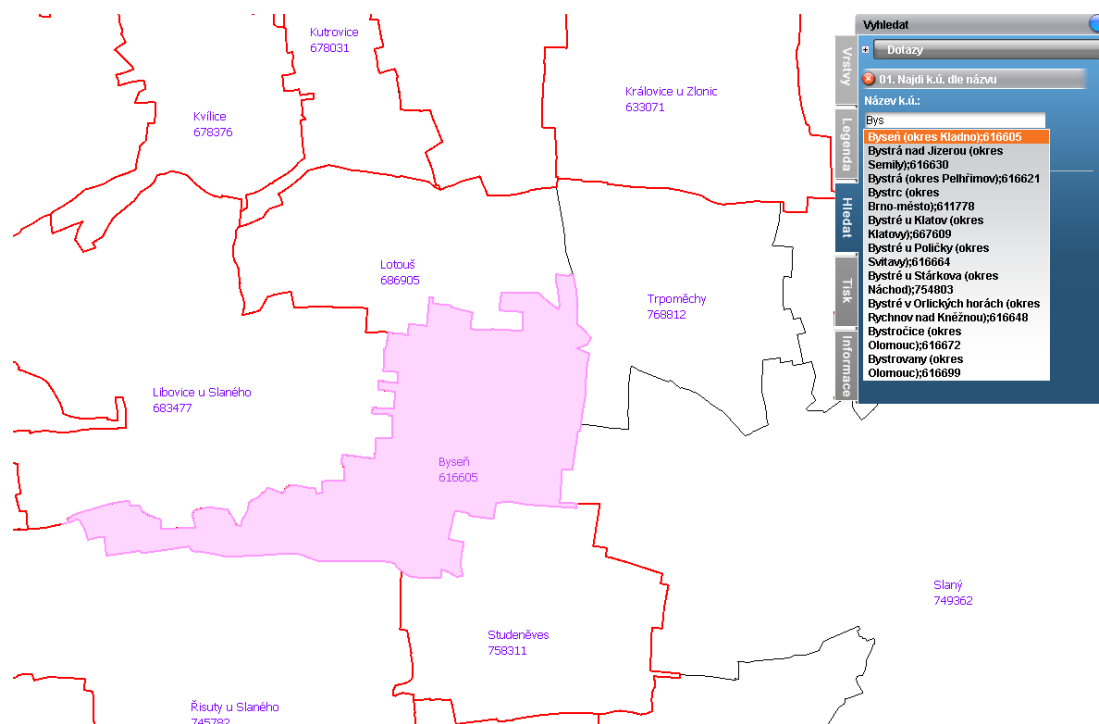 Kutrovice
678031
Kvílice
678376
Královice u Zlonic
633071
Lotouš
686905
Trpoměchy
768812
Libovice u Slaného
683477
Byseň
616605
Slaný
749362
Studeněves
758311
Řisuty u Slaného
745782
Vyhledat
Vrstvy
Legenda
Hledat
Tisk
Informace
Dotazy
01. Najdi k.ú. dle názvu
Název k.ú.:
Bys
Byseň (okres Kladno);616605
Bystrá nad Jizerou (okres
Semily);616630
Bystrá (okres Pelhřimov);616621
Bystrc (okres
Brno-město);611778
Bystré u Klatov (okres
Klatovy);667609
Bystré u Poličky (okres
Svitavy);616664
Bystré u Stárkova (okres
Náchod);754803
Bystré v Orlických horách (okres
Rychnov nad Kněžnou);616648
Bystročice (okres
Olomouc);616672
Bystrovany (okres
Olomouc);616699